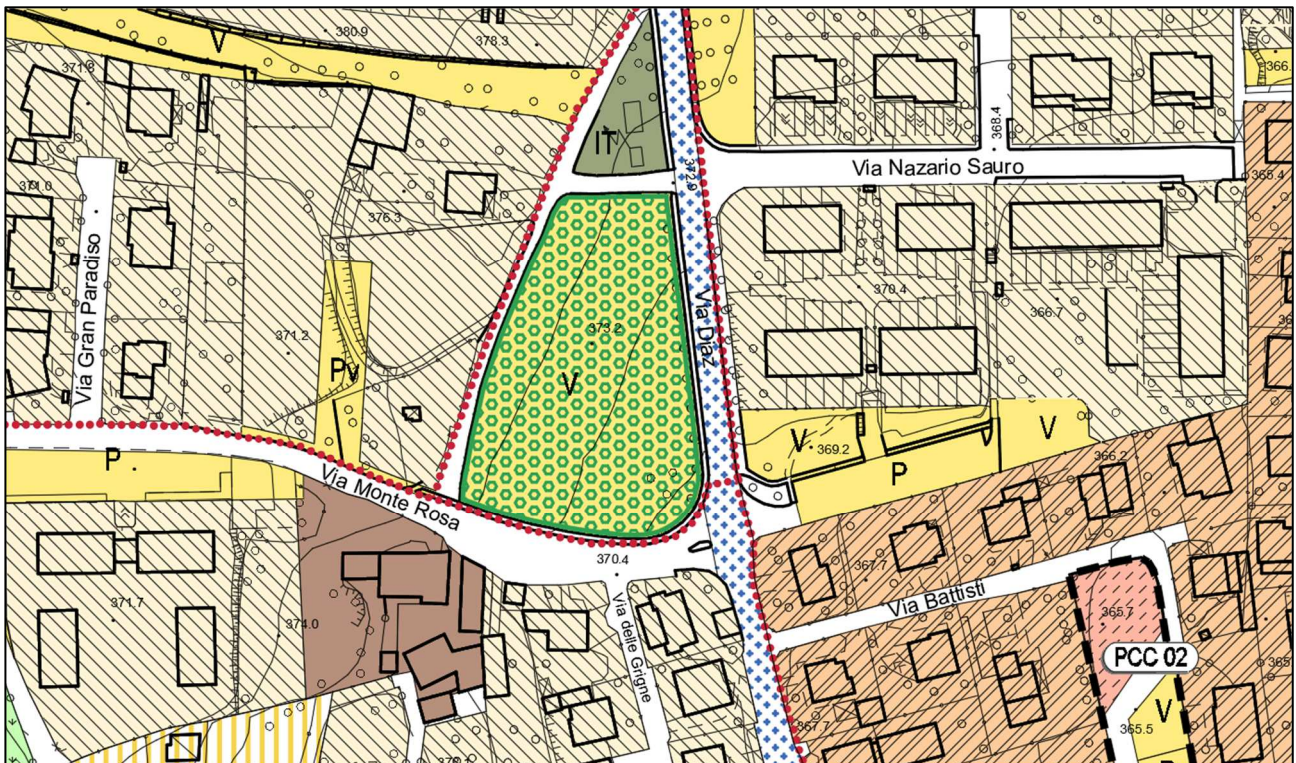 380.9
378.3
V
371.8
366.
IT
368.4
Via Nazario Sauro
372.9
365.4
371.0
376.3
Via Gran Paradiso
370.4
366.7
373.2
Via Diaz
371.2
Pv
V
V
369.2
V
P
366.2
P
Via Monte Rosa
370.4
367.7
371.7
374.0
Via delle Grigne
Via Battisti
365.7
PCC 02
365
V
367.7
365.5